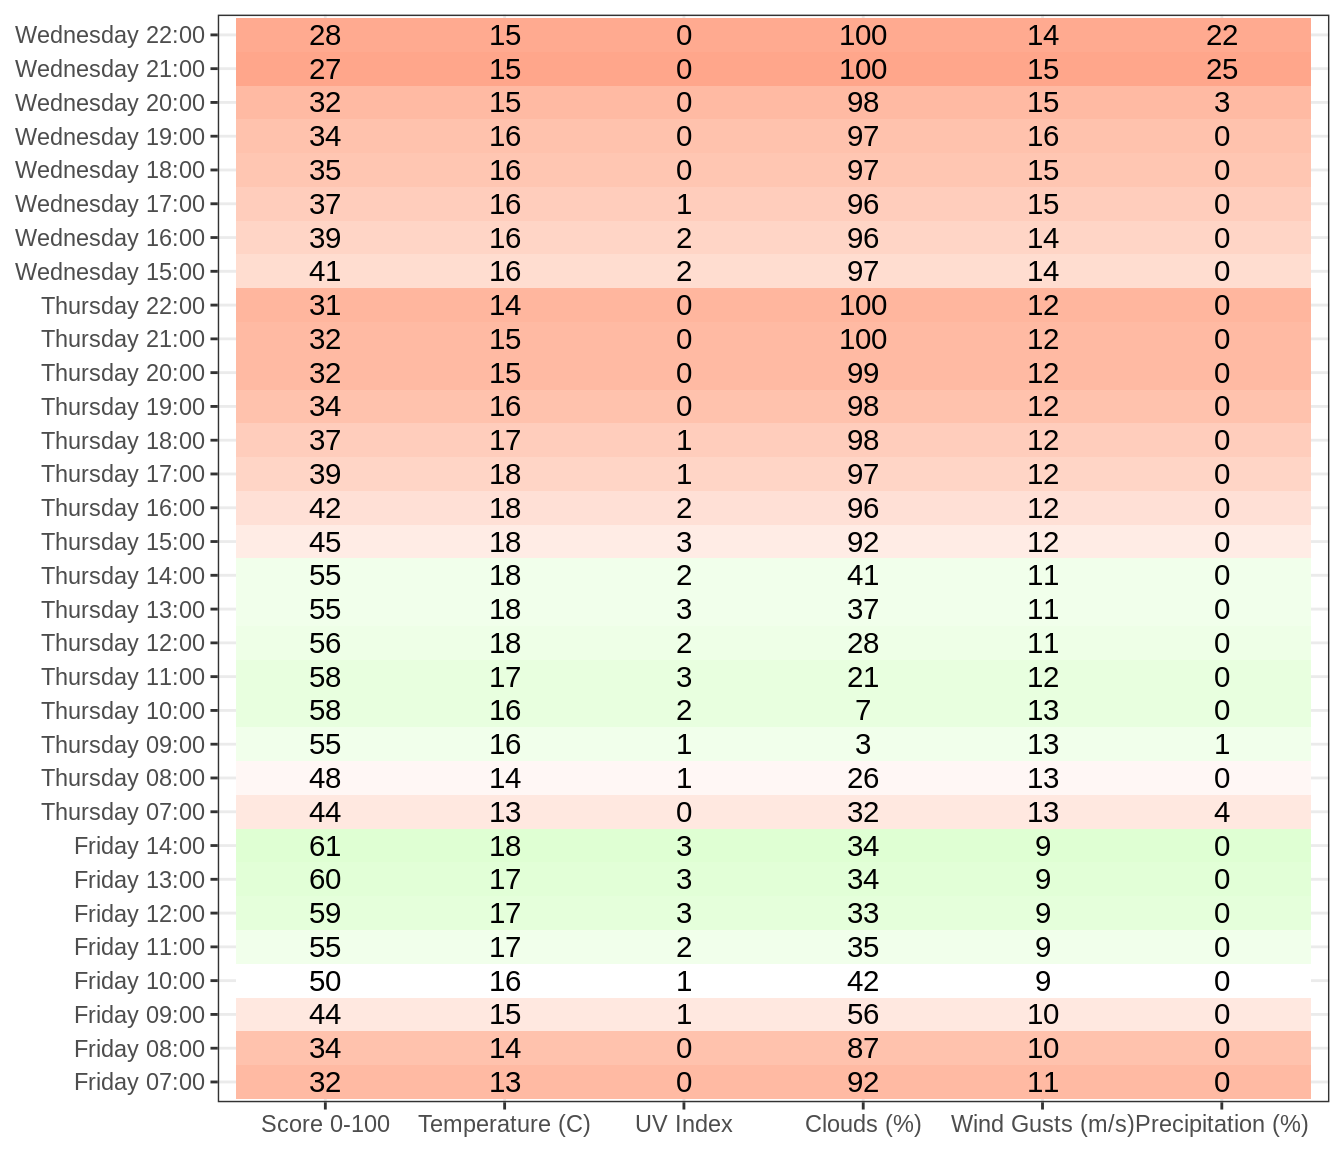 Wednesday 22:00 28 15 0 100 14 22
Wednesday 21:00 27 15 0 100 15 25
Wednesday 20:00 32 15 0 98 15 3
Wednesday 19:00 34 16 0 97 16 0
Wednesday 18:00 35 16 0 97 15 0
Wednesday 17:00 37 16 1 96 15 0
Wednesday 16:00 39 16 2 96 14 0
Wednesday 15:00 41 16 2 97 14 0
Thursday 22:00 31 14 0 100 12 0
Thursday 21:00 32 15 0 100 12 0
Thursday 20:00 32 15 0 99 12 0
Thursday 19:00 34 16 0 98 12 0
Thursday 18:00 37 17 1 98 12 0
Thursday 17:00 39 18 1 97 12 0
Thursday 16:00 42 18 2 96 12 0
Thursday 15:00 45 18 3 92 12 0
Thursday 14:00 55 18 2 41 11 0
Thursday 13:00 55 18 3 37 11 0
Thursday 12:00 56 18 2 28 11 0
Thursday 11:00 58 17 3 21 12 0
Thursday 10:00 58 16 2 7 13 0
Thursday 09:00 55 16 1 3 13 1
Thursday 08:00 48 14 1 26 13 0
Thursday 07:00 44 13 0 32 13 4
Friday 14:00 61 18 3 34 9 0
Friday 13:00 60 17 3 34 9 0
Friday 12:00 59 17 3 33 9 0
Friday 11:00 55 17 2 35 9 0
Friday 10:00 50 16 1 42 9 0
Friday 09:00 44 15 1 56 10 0
Friday 08:00 34 14 0 87 10 0
Friday 07:00 32 13 0 92 11 0
Score 0-100 Temperature (C) UV Index Clouds (%) Wind Gusts (m/s) Precipitation (%)